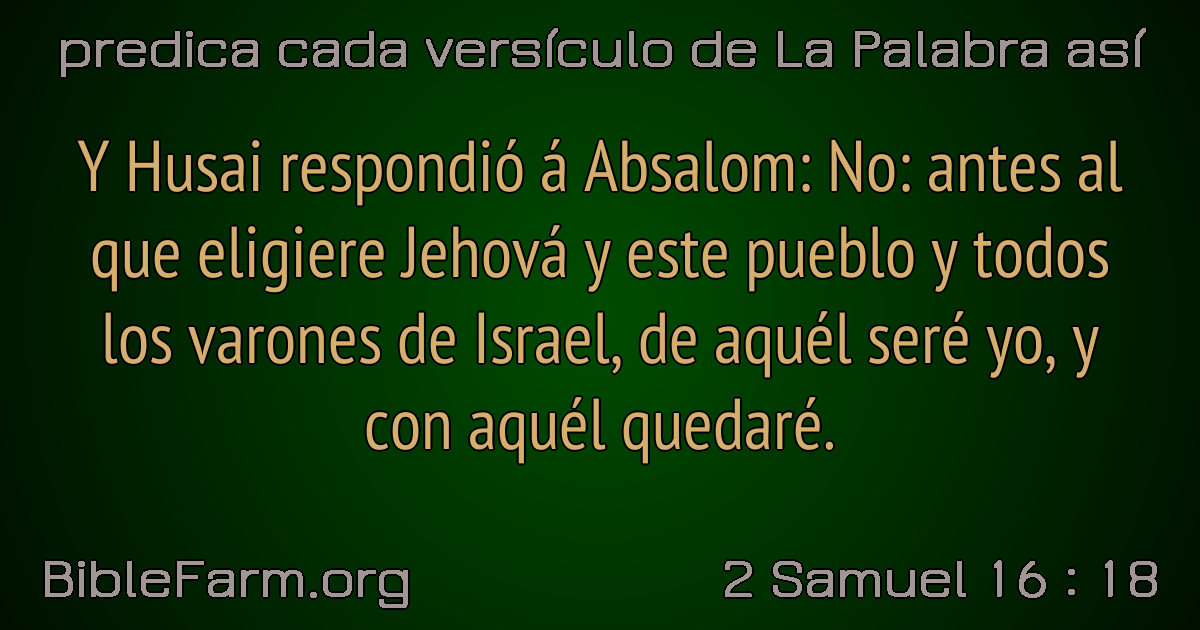 predica cada versículo de La Palabra así
Y Husai respondió á Absalom: No: antes al
que eligiere Jehová y este pueblo y todos
los varones de Israel, de aquél seré yo, y
con aquél quedaré.
BibleFarm.org
2 Samuel 16 : 18